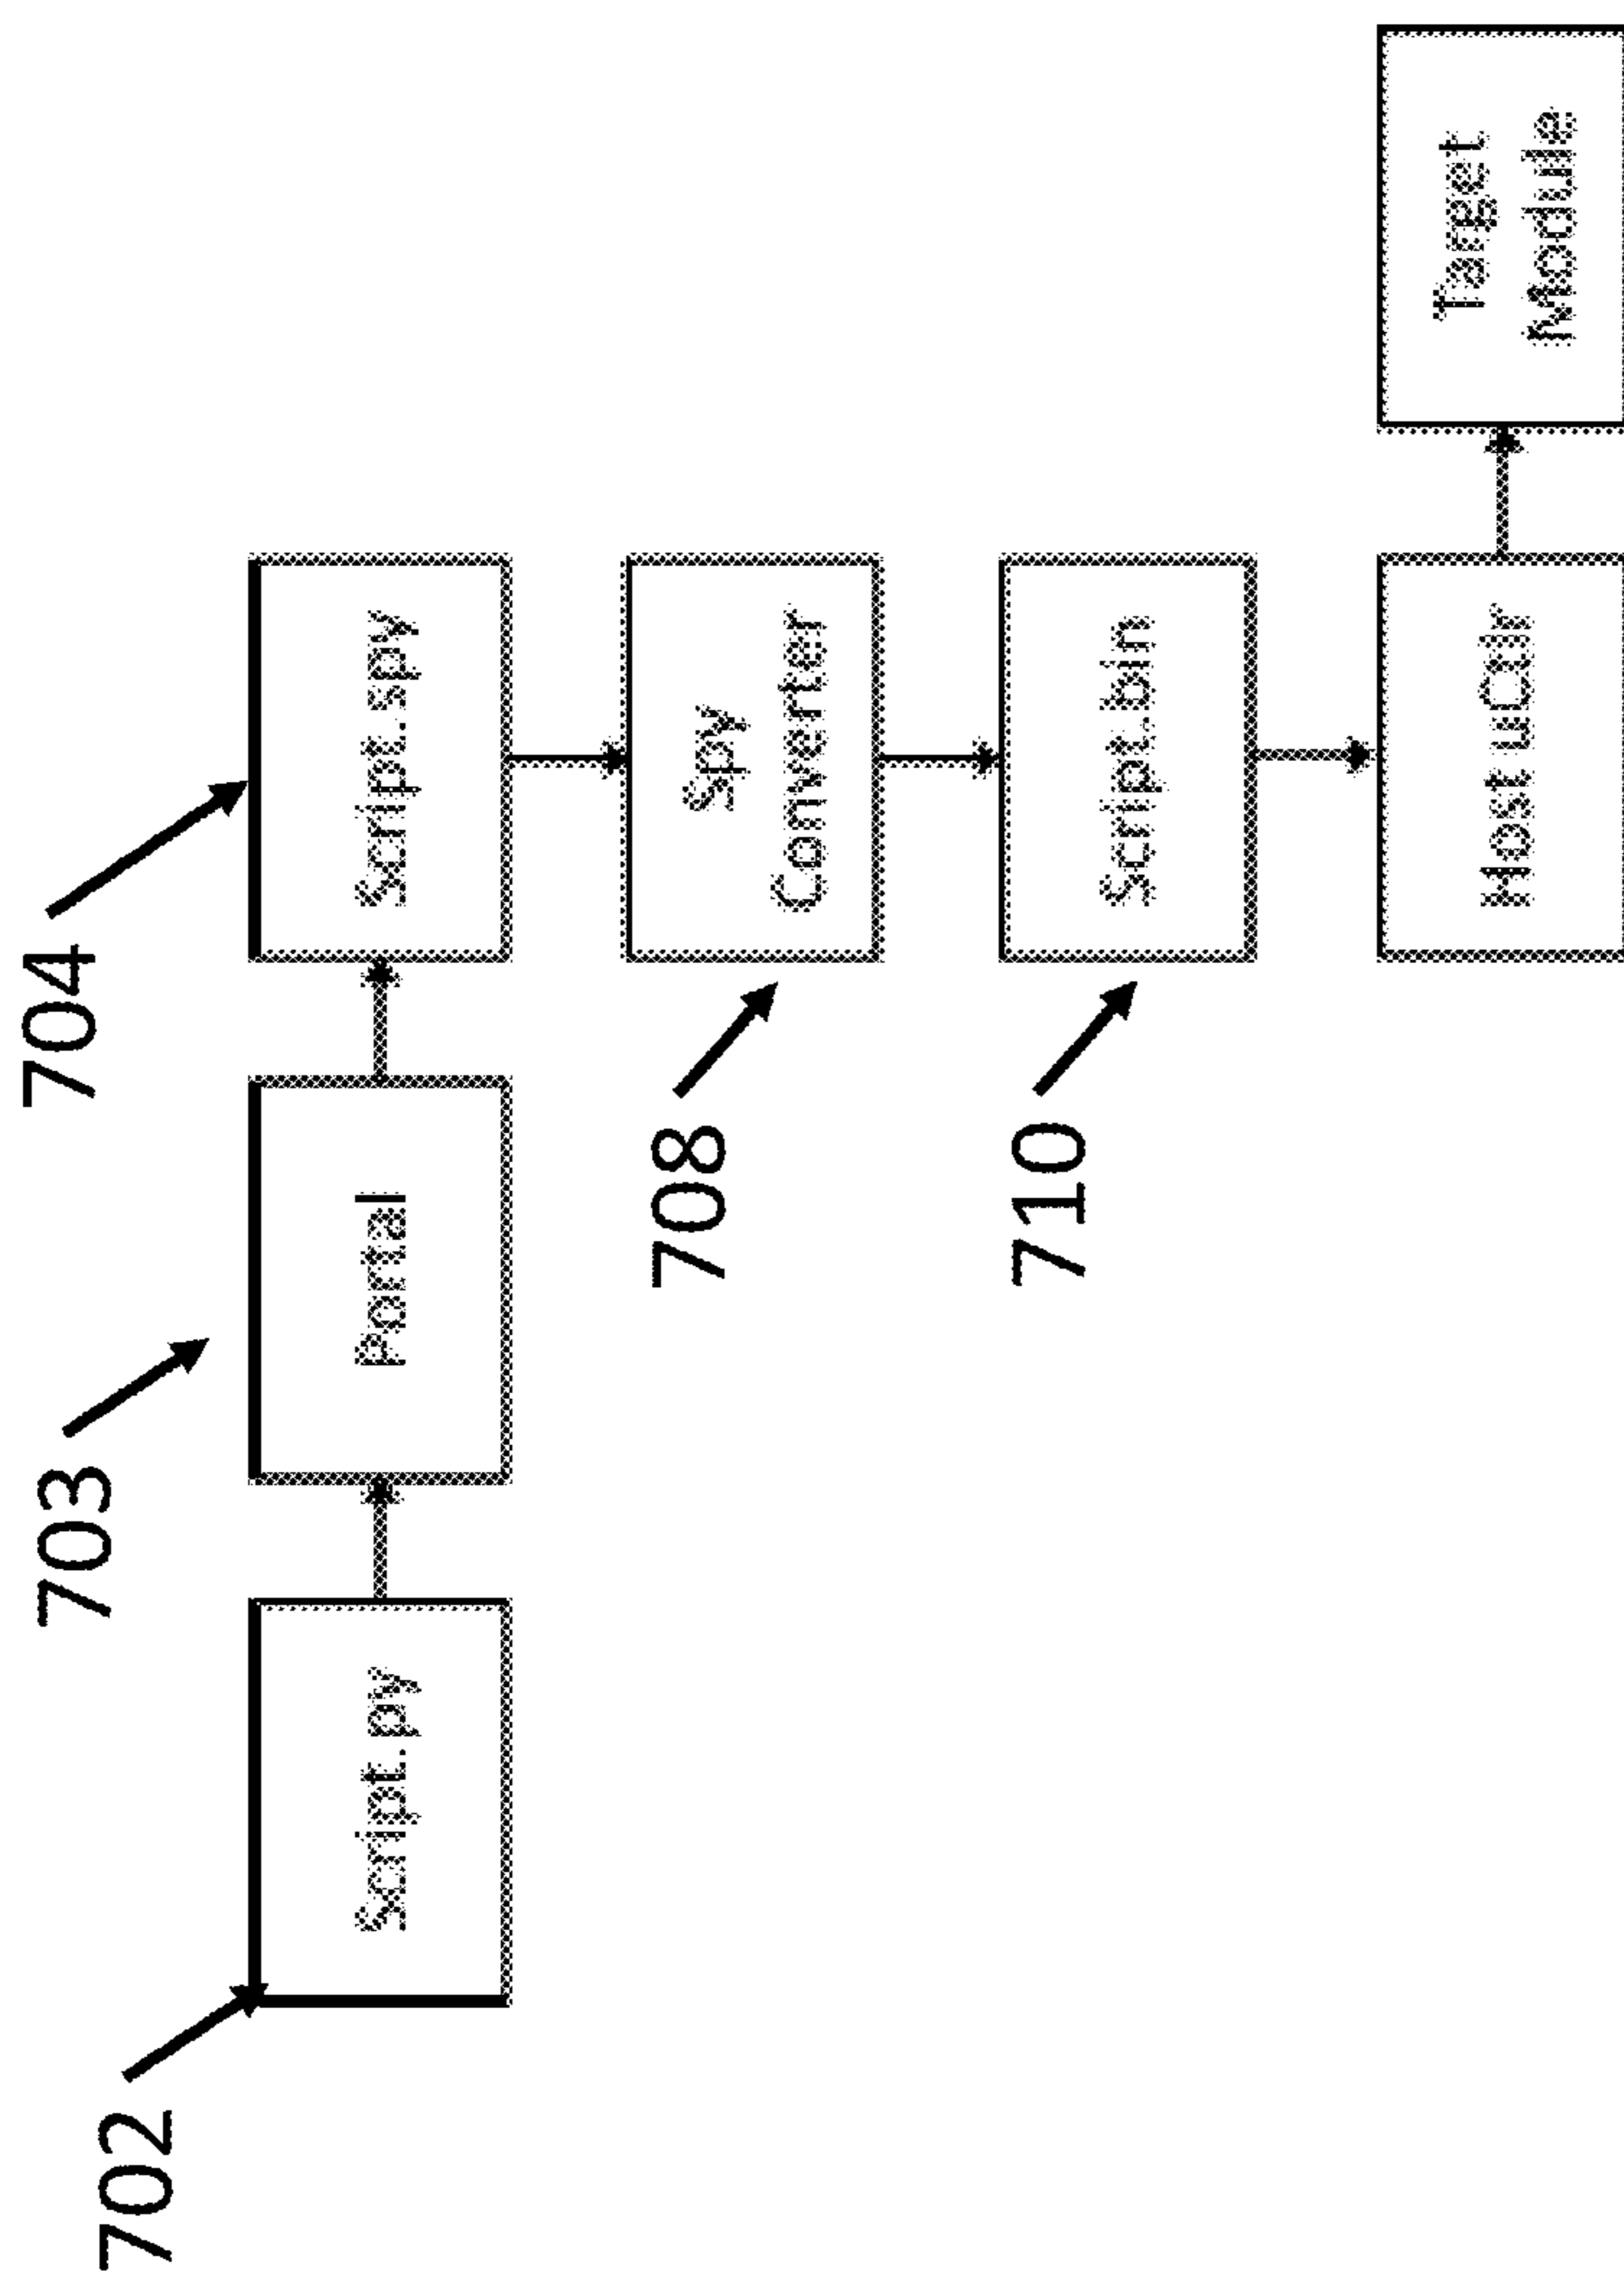 702
703
704
Script.py
Portal
Script.spy
708
Spy
Converter
710
Script.bin
Host uCtlr
Target
Module